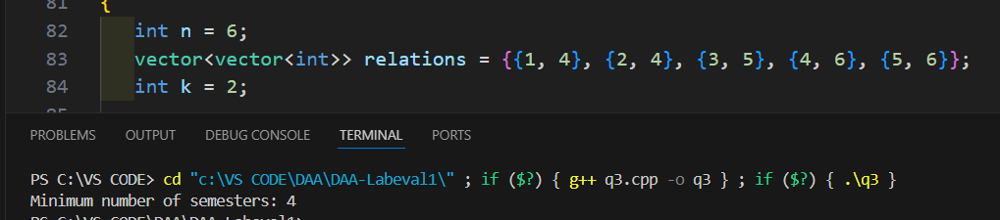 81 {
82 int n = 6;
83 vector<vector<int>> relations = {{1, 4}, {2, 4}, {3, 5}, {4, 6}, {5, 6}};
84 int k = 2;
PROBLEMS OUTPUT DEBUG CONSOLE TERMINAL PORTS
PS C:\VS CODE> cd "c:\VS CODE\DAA\DAA-Labeval1\" ; if ($?) { g++ q3.cpp -o q3 } ; if ($?) { .\q3 }
Minimum number of semesters: 4
PS C:\VS CODE\DAA\DAA-Labeval1>